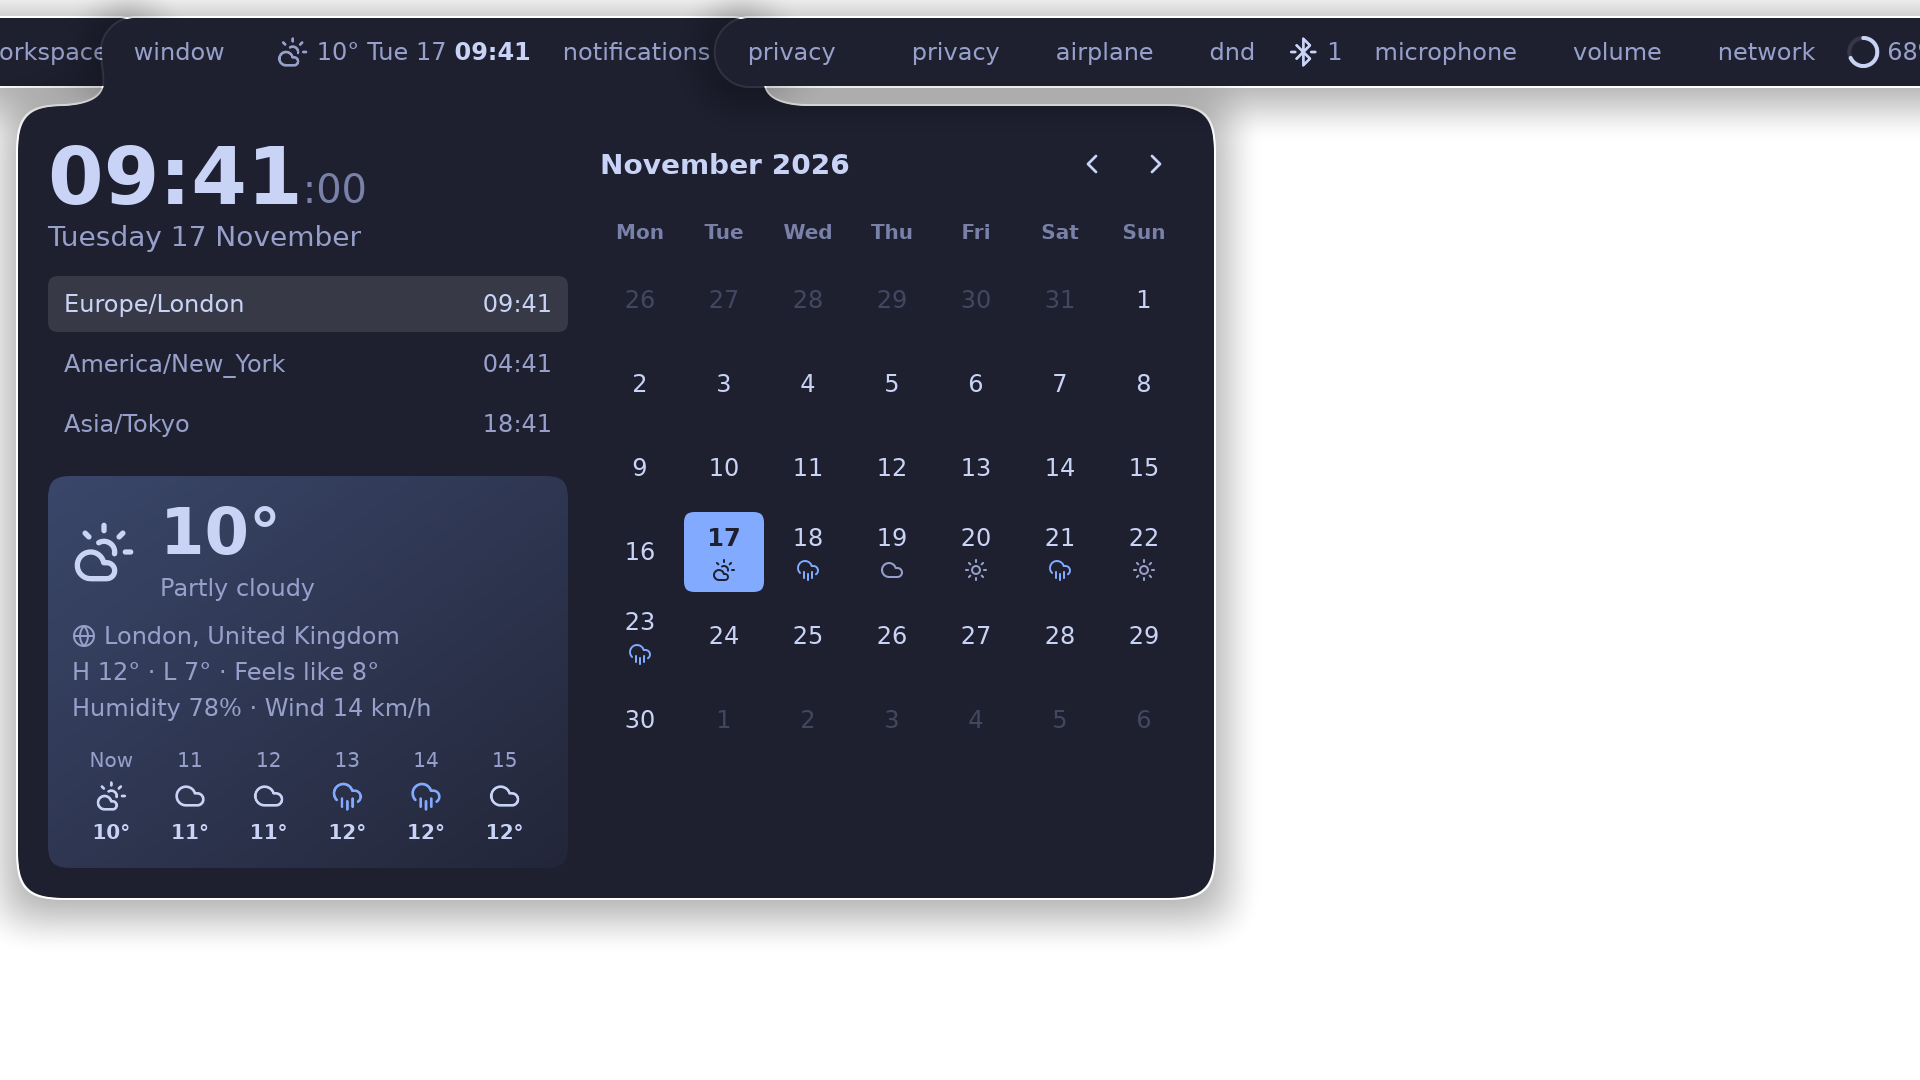 orkspace window 10° Tue 17 09:41 notifications privacy privacy airplane dnd 1 microphone volume network 68
09:41:00
Tuesday 17 November
Europe/London 09:41
America/New_York 04:41
Asia/Tokyo 18:41
10°
Partly cloudy
London, United Kingdom
H 12° · L 7° · Feels like 8°
Humidity 78% · Wind 14 km/h
Now 11 12 13 14 15
10° 11° 11° 12° 12° 12°
November 2026
Mon Tue Wed Thu Fri Sat Sun
26 27 28 29 30 31 1
2 3 4 5 6 7 8
9 10 11 12 13 14 15
16 17 18 19 20 21 22
23 24 25 26 27 28 29
30 1 2 3 4 5 6